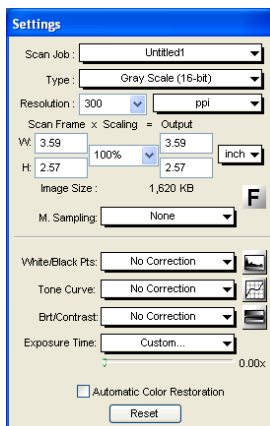 Settings
Scan Job : Untitled1
Type : Gray Scale (16-bit)
Resolution : 300 ppi
Scan Frame x Scaling = Output
W: 3.59 100% 3.59 inch
H: 2.57 2.57
Image Size : 1,620 KB
F
M. Sampling: None
White/Black Pts: No Correction
Tone Curve: No Correction
Brt/Contrast: No Correction
Exposure Time: Custom...
0.00x
Automatic Color Restoration
Reset